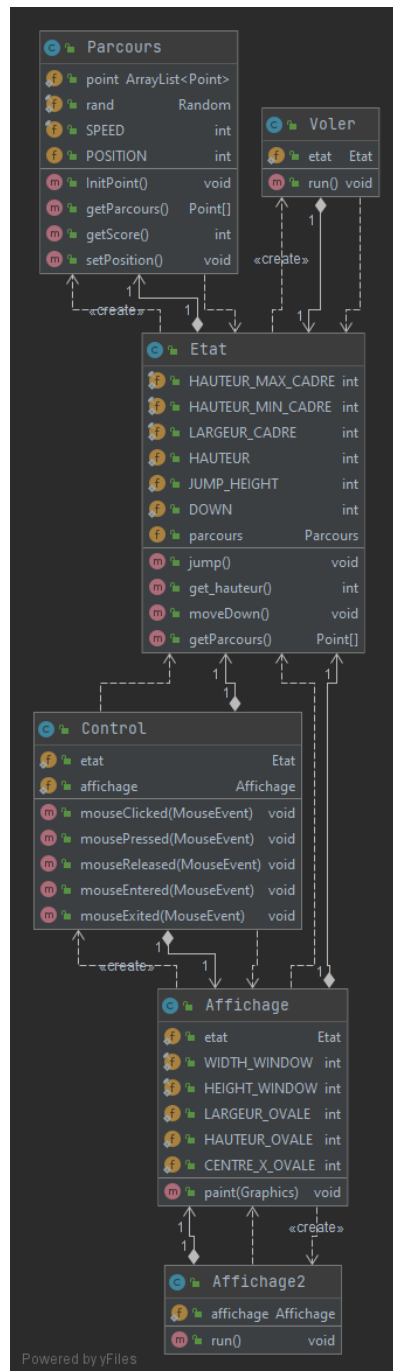 Parcours
point ArrayList<Point>
rand Random
SPEED int
POSITION int
InitPoint() void
getParcours() Point[]
getScore() int
setPosition() void
Voler
etat Etat
run() void
1
«create»
1
«create»
1
1
Etat
HAUTEUR_MAX_CADRE int
HAUTEUR_MIN_CADRE int
LARGEUR_CADRE int
HAUTEUR int
JUMP_HEIGHT int
DOWN int
parcours Parcours
jump() void
get_hauteur() int
moveDown() void
getParcours() Point[]
1
1
1
Control
etat Etat
affichage Affichage
mouseClicked(MouseEvent) void
mousePressed(MouseEvent) void
mouseReleased(MouseEvent) void
mouseEntered(MouseEvent) void
mouseExited(MouseEvent) void
1
«create»
1
1
Affichage
etat Etat
WIDTH_WINDOW int
HEIGHT_WINDOW int
LARGEUR_OVALE int
HAUTEUR_OVALE int
CENTRE_X_OVALE int
paint(Graphics) void
1
«create»
1
Affichage2
affichage Affichage
run() void
Powered by yFiles